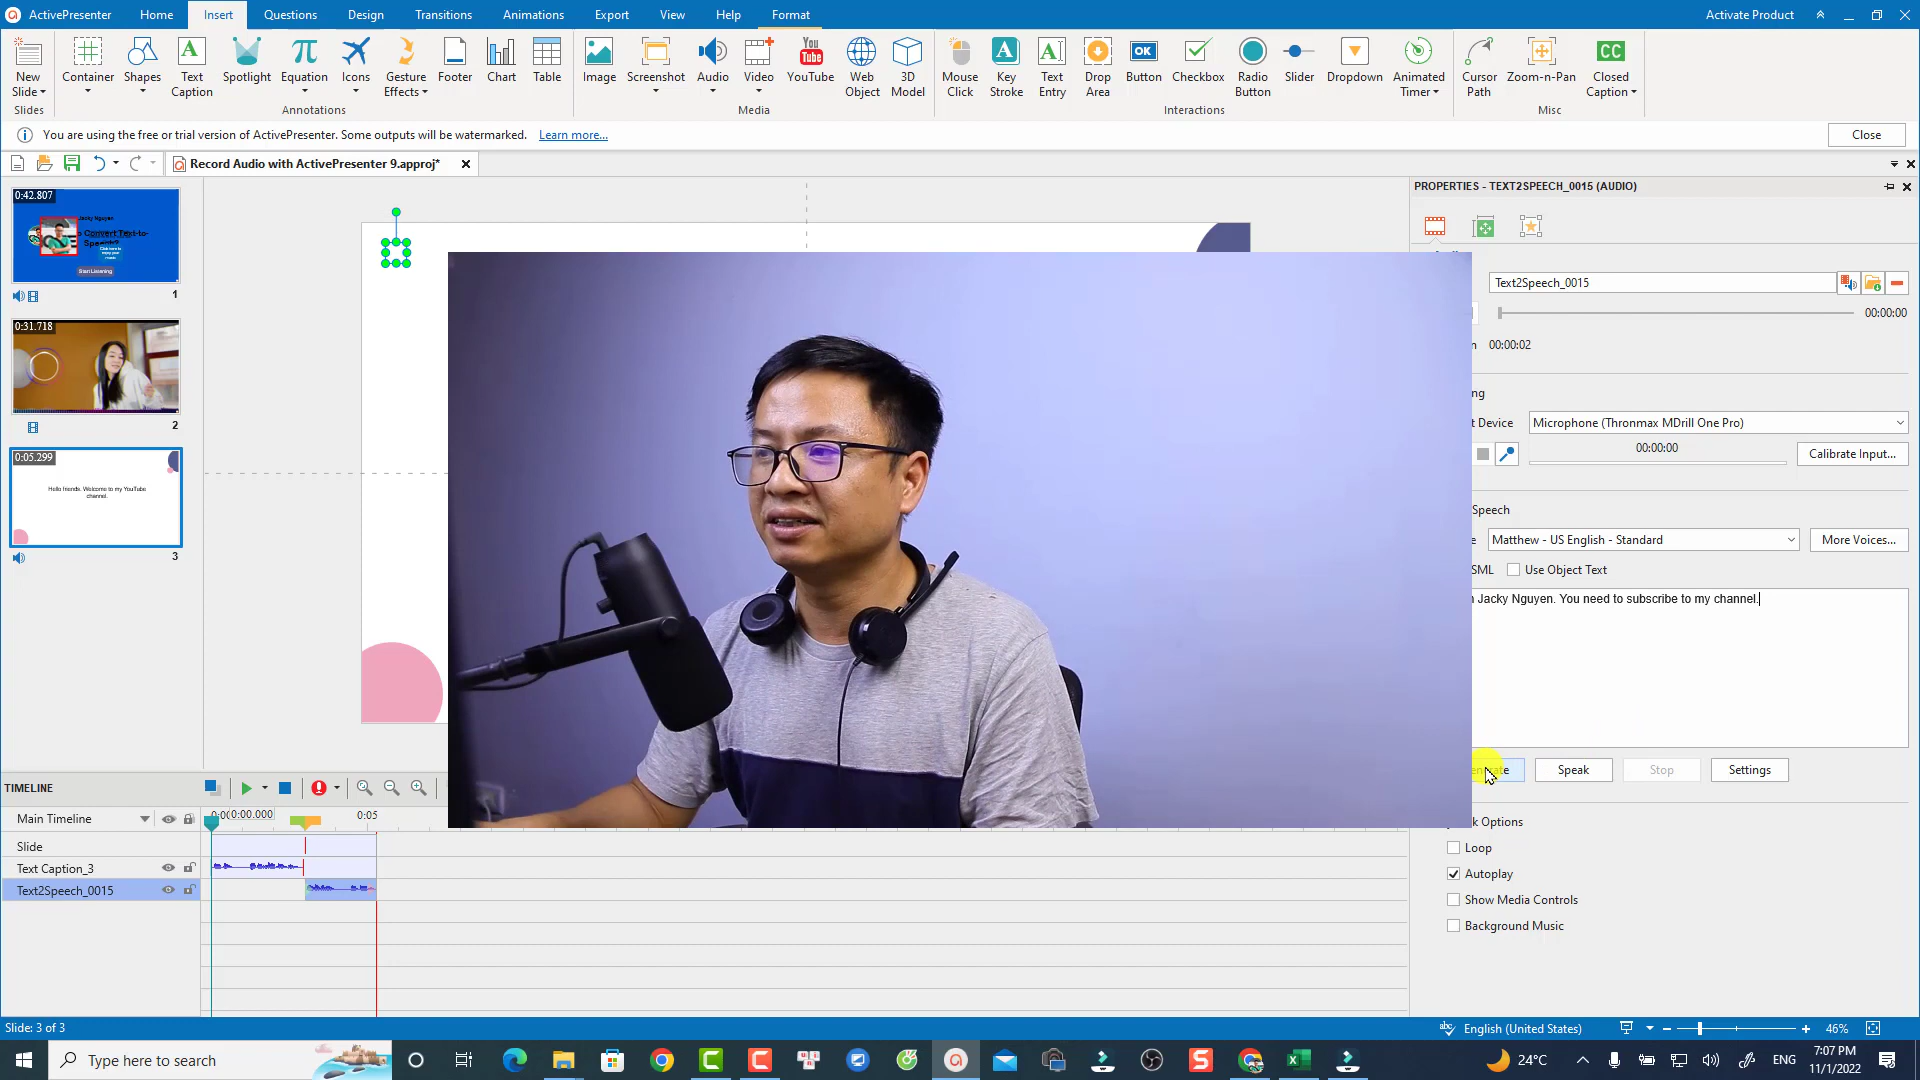 ActivePresenter
Home
Insert
Questions
Design
Transitions
Animations
Export
View
Help
Format
Activate Product
New Slide
Container
Shapes
Text Caption
Spotlight
Equation
Icons
Gesture Effects
Footer
Chart
Table
Image
Screenshot
Audio
Video
YouTube
Web Object
3D Model
Mouse Click
Key Stroke
Text Entry
Drop Area
Button
Checkbox
Radio Button
Slider
Dropdown
Animated Timer
Cursor Path
Zoom-n-Pan
Closed Caption
Slides
Annotations
Media
Interactions
Misc
You are using the free or trial version of ActivePresenter. Some outputs will be watermarked. Learn more...
Close
Record Audio with ActivePresenter 9.approj*
PROPERTIES - TEXT2SPEECH_0015 (AUDIO)
0:42.807
Jacky Nguyen
Convert Text-to-
Speech?
Start Listening
1
0:31.718
2
0:05.299
Hello friends. Welcome to my YouTube
channel.
3
Text2Speech_0015
00:00:00
00:00:02
Device
Microphone (Thronmax MDrill One Pro)
00:00:00
Calibrate Input...
Speech
Matthew - US English - Standard
More Voices...
Use Object Text
Jacky Nguyen. You need to subscribe to my channel.
Speak
Stop
Settings
Options
Loop
Autoplay
Show Media Controls
Background Music
TIMELINE
Main Timeline
0:00.000
0:05
Slide
Text Caption_3
Text2Speech_0015
Slide: 3 of 3
English (United States)
46%
Type here to search
24°C
ENG
7:07 PM
11/1/2022